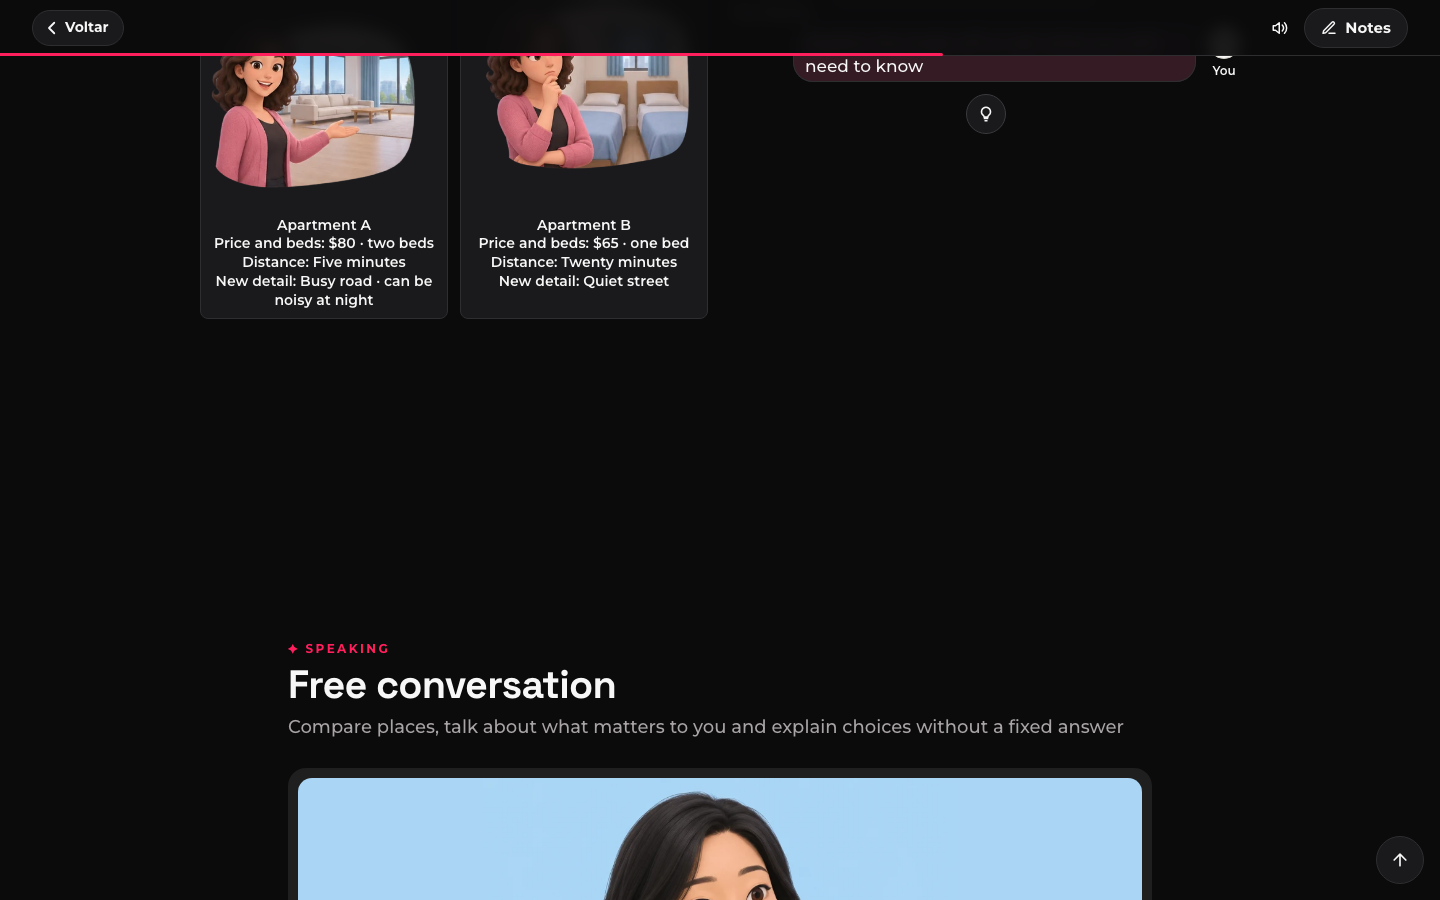 Voltar
Notes
need to know
You
Apartment A
Price and beds: $80 · two beds
Distance: Five minutes
New detail: Busy road · can be
noisy at night
Apartment B
Price and beds: $65 · one bed
Distance: Twenty minutes
New detail: Quiet street
SPEAKING
Free conversation
Compare places, talk about what matters to you and explain choices without a fixed answer